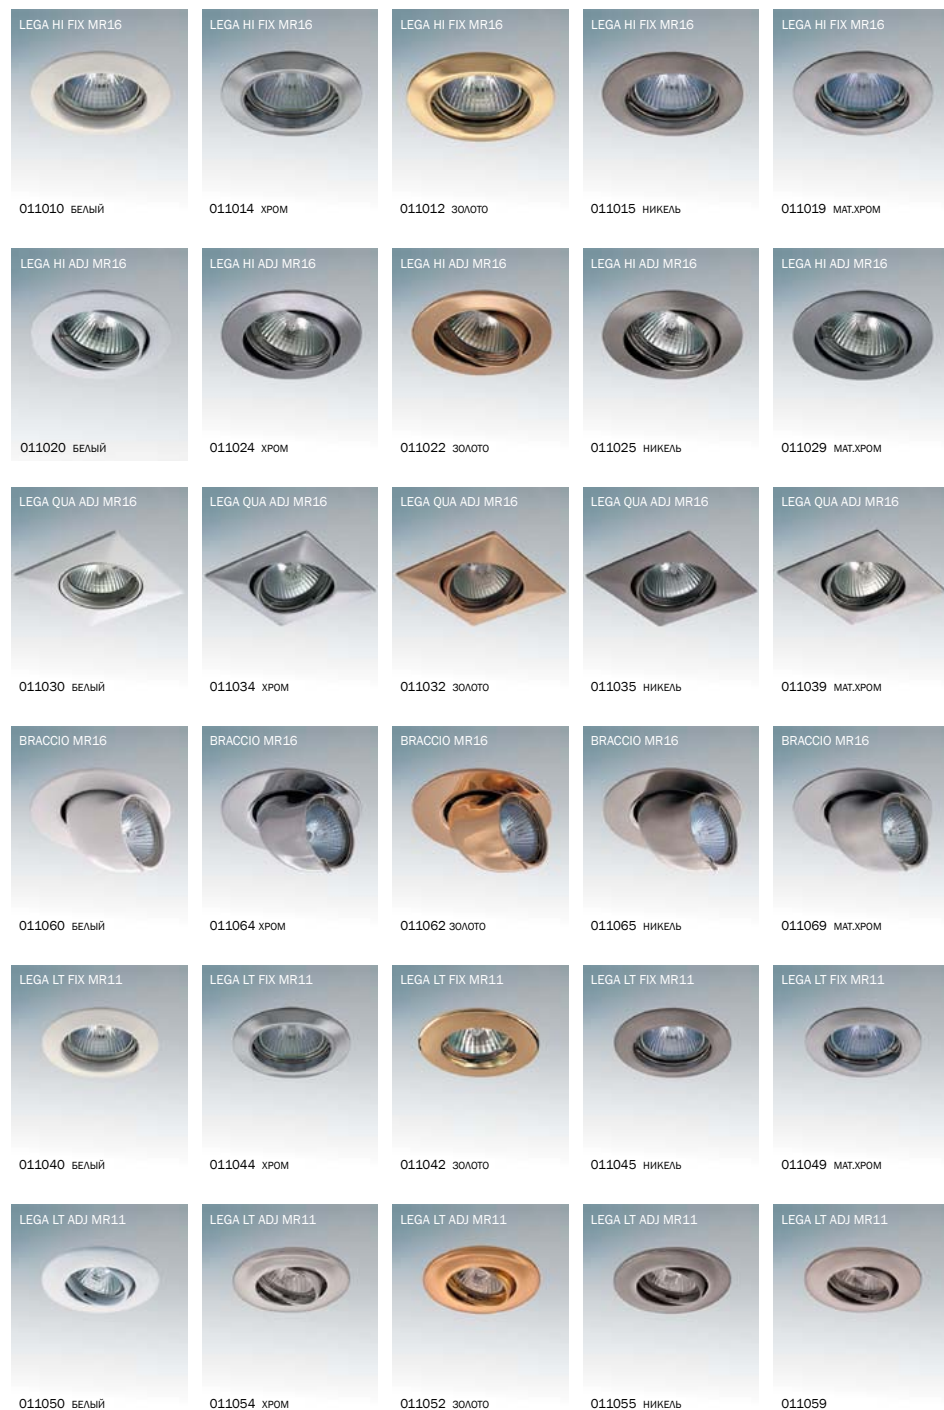 LEGA HI FIX MR16
LEGA HI FIX MR16
LEGA HI FIX MR16
LEGA HI FIX MR16
LEGA HI FIX MR16
011010 БЕЛЫЙ
011014 ХРОМ
011012 ЗОЛОТО
011015 НИКЕЛЬ
011019 МАТ.ХРОМ
LEGA HI ADJ MR16
LEGA HI ADJ MR16
LEGA HI ADJ MR16
LEGA HI ADJ MR16
LEGA HI ADJ MR16
011020 БЕЛЫЙ
011024 ХРОМ
011022 ЗОЛОТО
011025 НИКЕЛЬ
011029 МАТ.ХРОМ
LEGA QUA ADJ MR16
LEGA QUA ADJ MR16
LEGA QUA ADJ MR16
LEGA QUA ADJ MR16
LEGA QUA ADJ MR16
011030 БЕЛЫЙ
011034 ХРОМ
011032 ЗОЛОТО
011035 НИКЕЛЬ
011039 МАТ.ХРОМ
BRACCIO MR16
BRACCIO MR16
BRACCIO MR16
BRACCIO MR16
BRACCIO MR16
011060 БЕЛЫЙ
011064 ХРОМ
011062 ЗОЛОТО
011065 НИКЕЛЬ
011069 МАТ.ХРОМ
LEGA LT FIX MR11
LEGA LT FIX MR11
LEGA LT FIX MR11
LEGA LT FIX MR11
LEGA LT FIX MR11
011040 БЕЛЫЙ
011044 ХРОМ
011042 ЗОЛОТО
011045 НИКЕЛЬ
011049 МАТ.ХРОМ
LEGA LT ADJ MR11
LEGA LT ADJ MR11
LEGA LT ADJ MR11
LEGA LT ADJ MR11
LEGA LT ADJ MR11
011050 БЕЛЫЙ
011054 ХРОМ
011052 ЗОЛОТО
011055 НИКЕЛЬ
011059